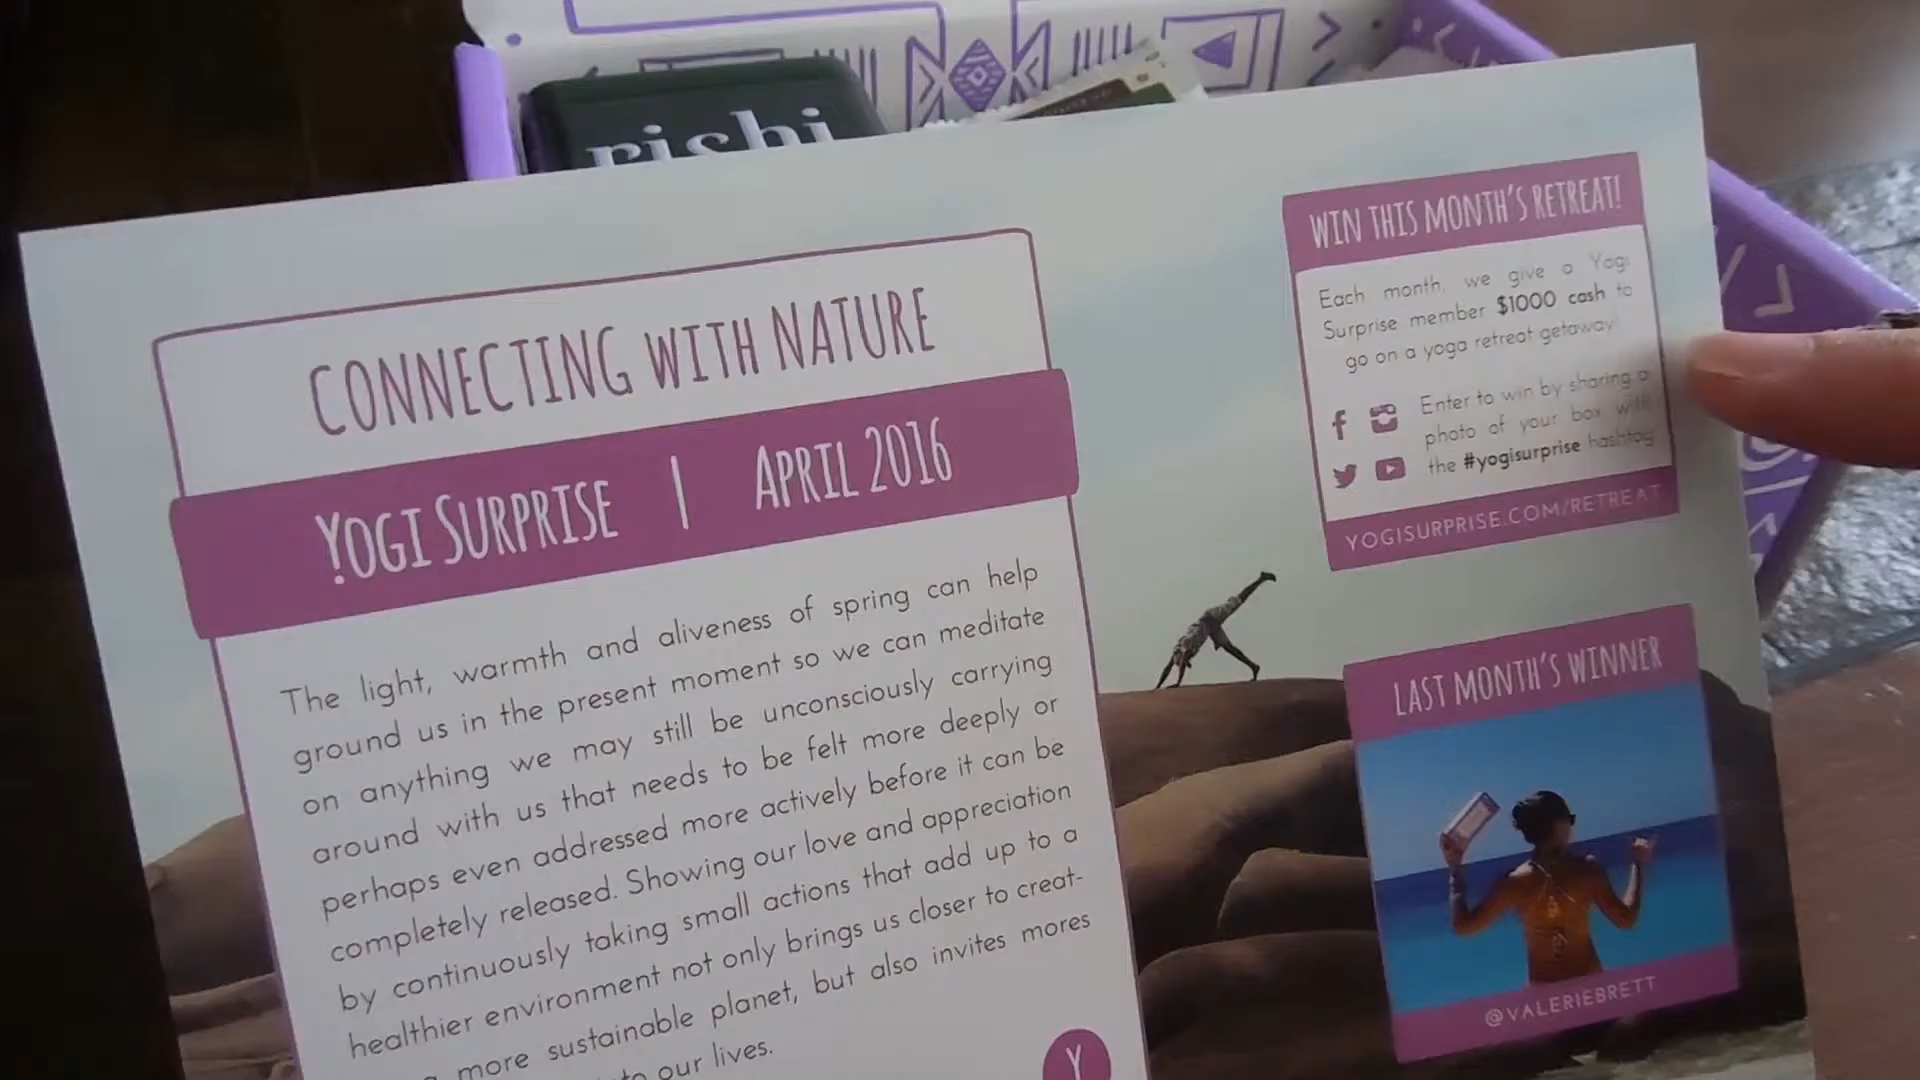 rishi
CONNECTING WITH NATURE
YOGI SURPRISE | APRIL 2016
The light, warmth and aliveness of spring can help
ground us in the present moment so we can meditate
on anything we may still be unconsciously carrying
around with us that needs to be felt more deeply or
perhaps even addressed more actively before it can be
completely released. Showing our love and appreciation
by continuously taking small actions that add up to a
healthier environment not only brings us closer to creat-
more sustainable planet, but also invites mores
our lives.
Y
WIN THIS MONTH'S RETREAT!
Each month, we give a Yogi
Surprise member $1000 cash to
go on a yoga retreat getaway!
Enter to win by sharing a
photo of your box with
the #yogisurprise hashtag
YOGISURPRISE.COM/RETREAT
LAST MONTH'S WINNER
@VALERIEBRETT